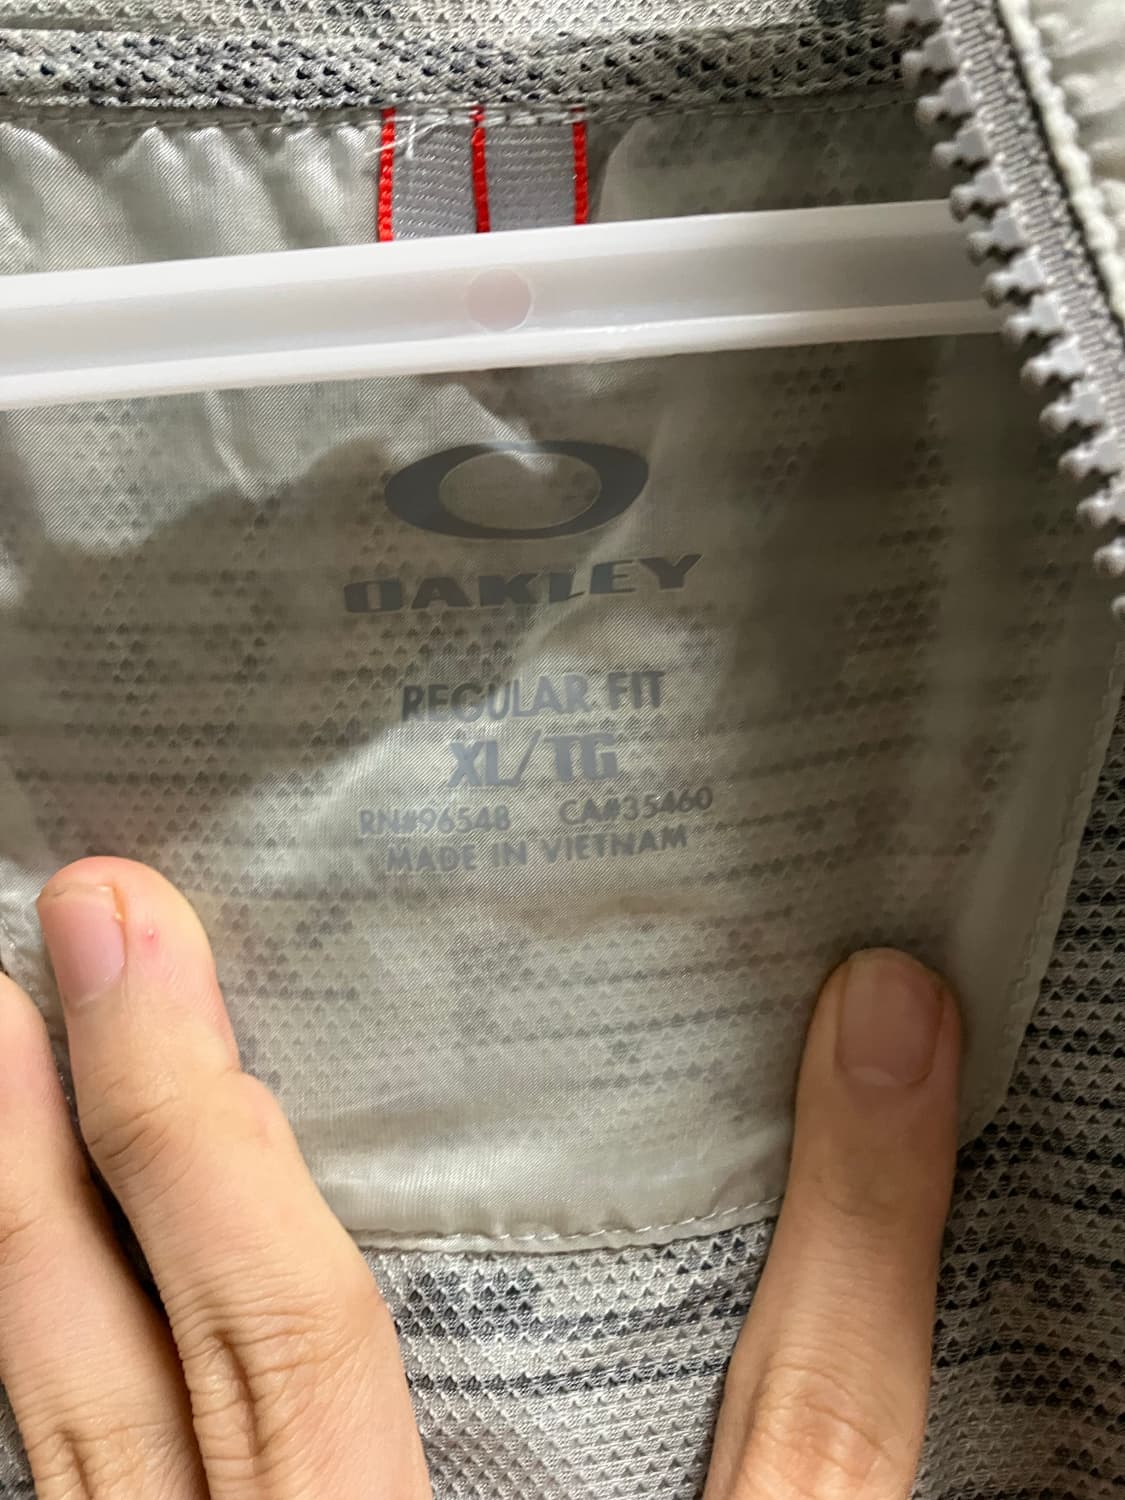 OAKLEY
REGULAR FIT
XL/TG
RN#96548 CA#35460
MADE IN VIETNAM